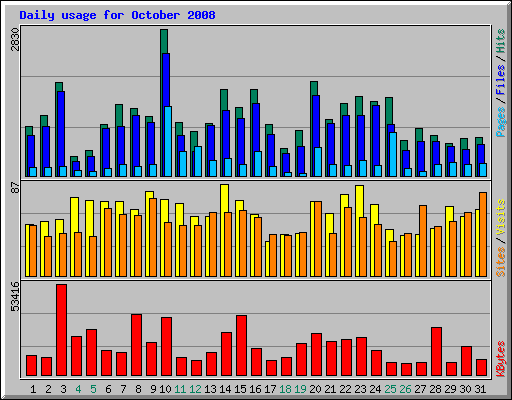 Daily usage for October 2008
2830
Pages / Files / Hits
87
Sites / Visits
53416
KBytes
1 2 3 4 5 6 7 8 9 10 11 12 13 14 15 16 17 18 19 20 21 22 23 24 25 26 27 28 29 30 31